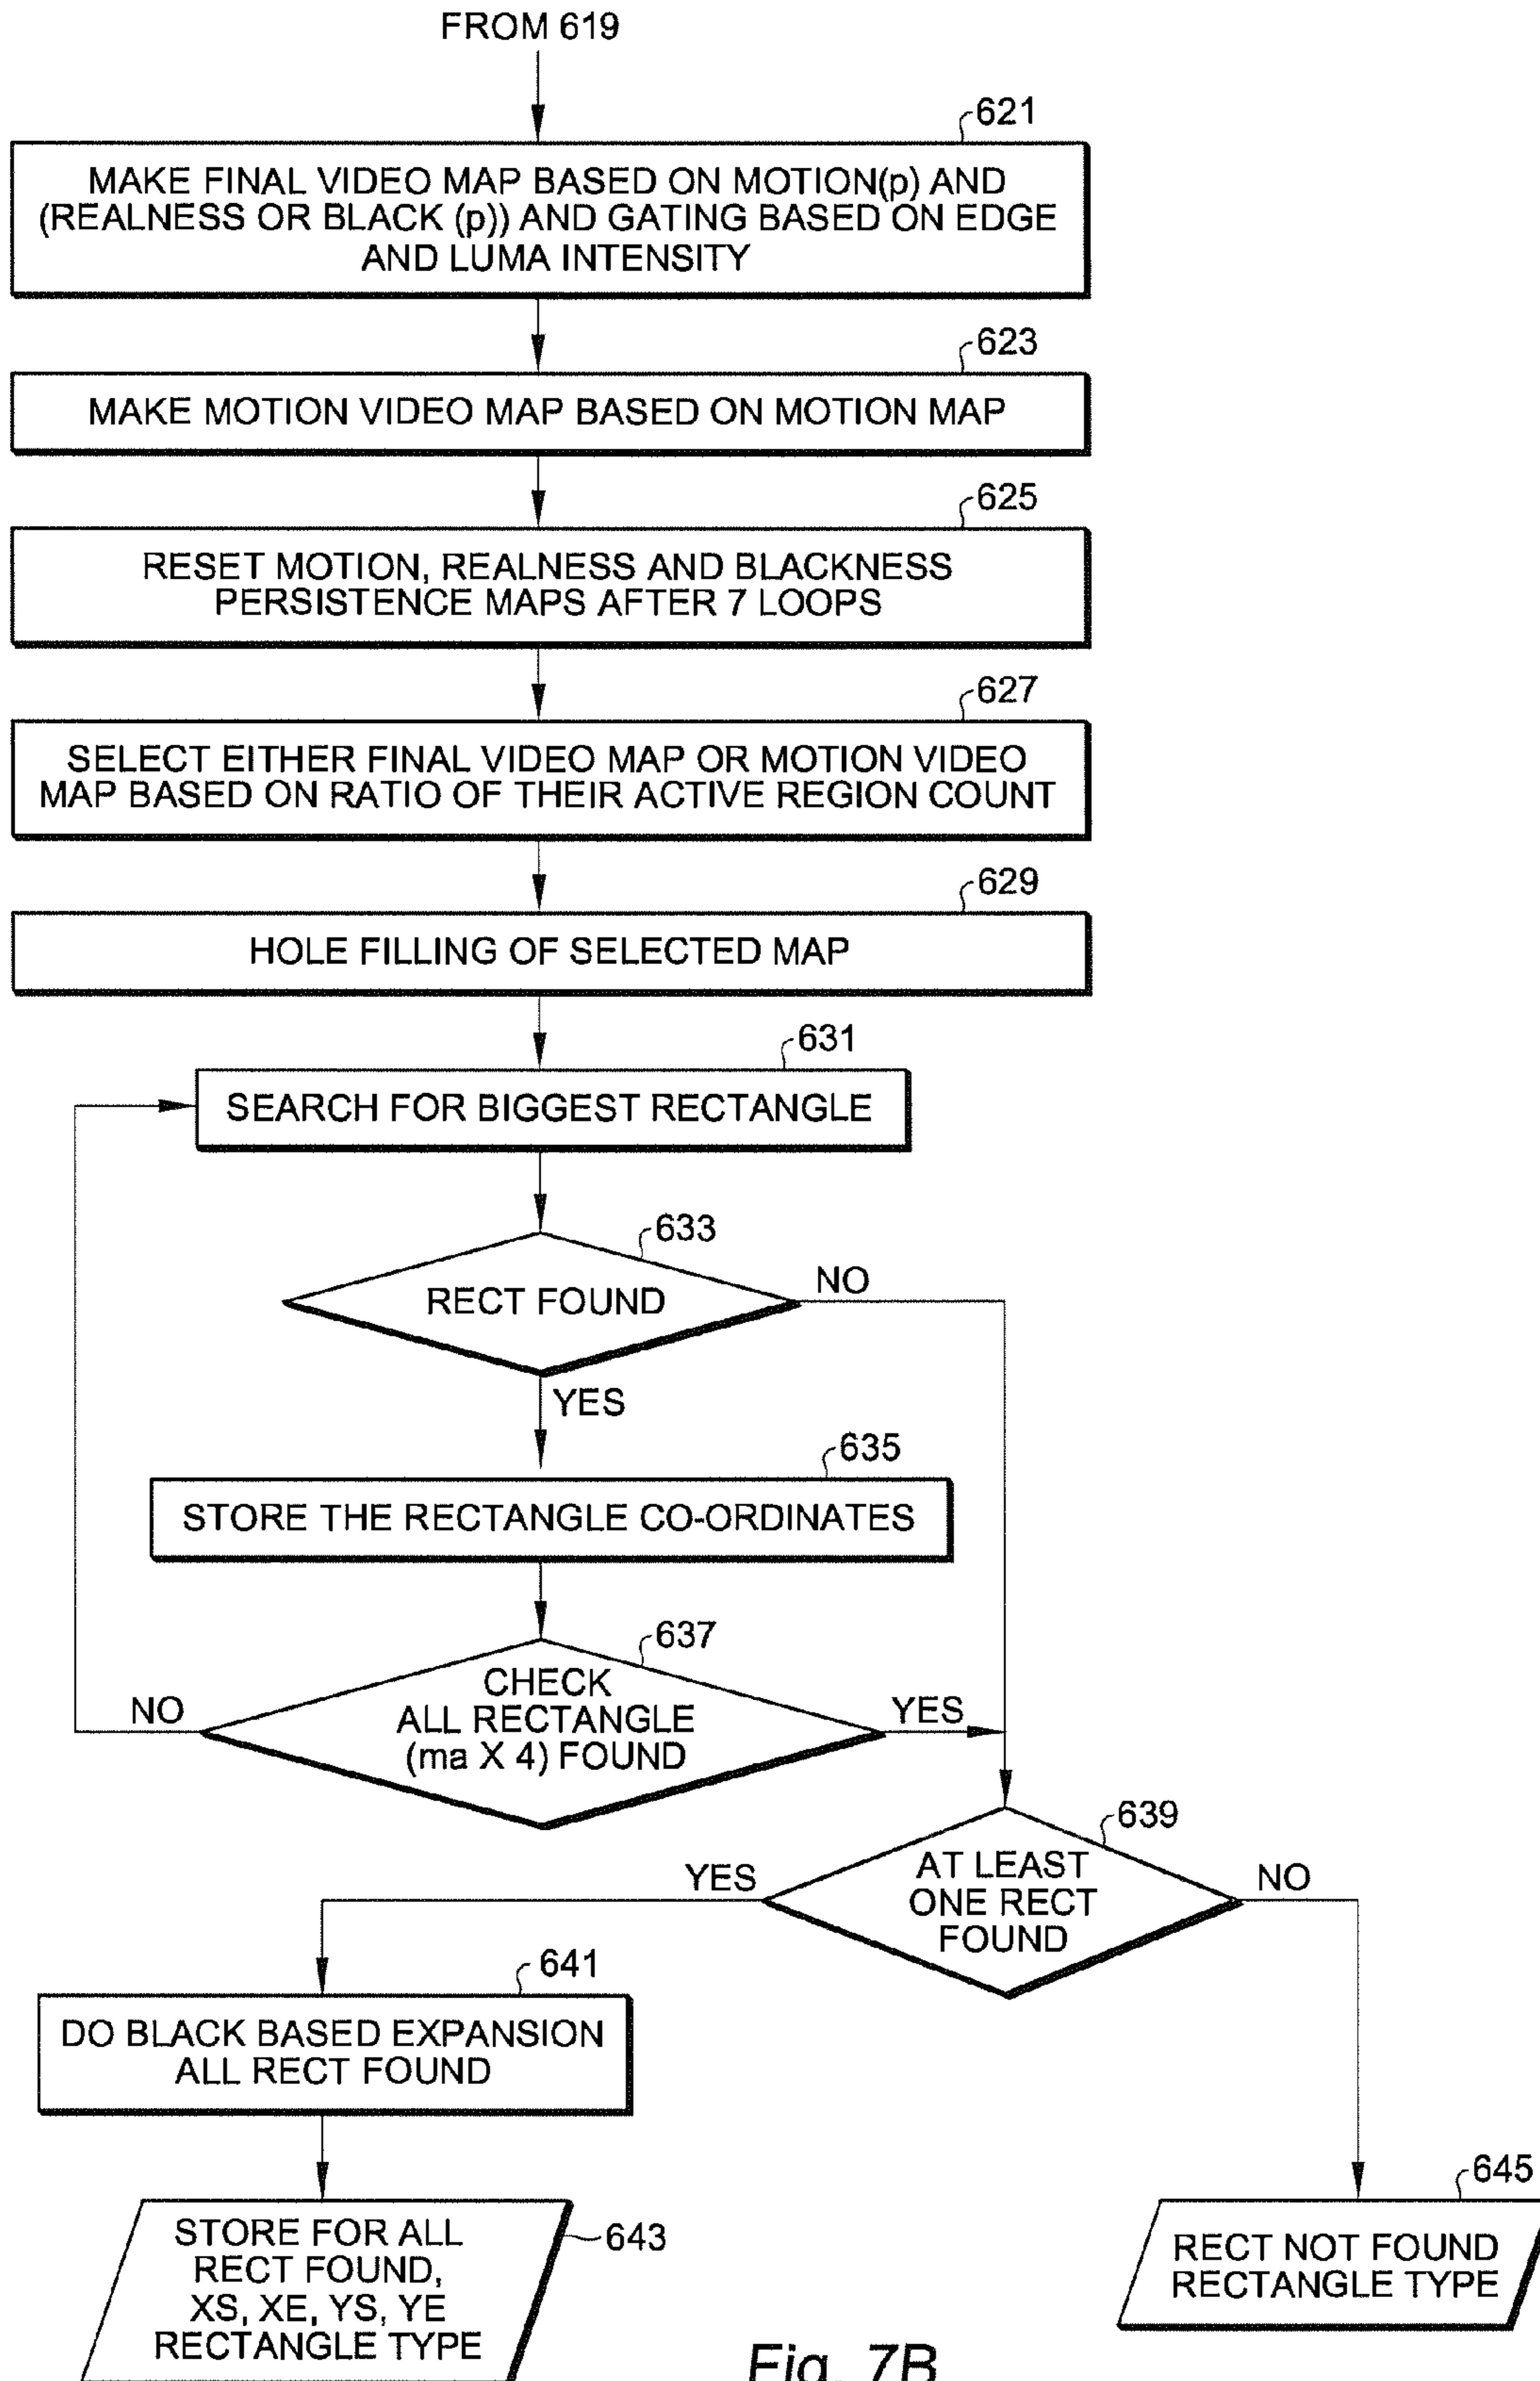 FROM 619
621
MAKE FINAL VIDEO MAP BASED ON MOTION(p) AND
(REALNESS OR BLACK (p)) AND GATING BASED ON EDGE
AND LUMA INTENSITY
623
MAKE MOTION VIDEO MAP BASED ON MOTION MAP
625
RESET MOTION, REALNESS AND BLACKNESS
PERSISTENCE MAPS AFTER 7 LOOPS
627
SELECT EITHER FINAL VIDEO MAP OR MOTION VIDEO
MAP BASED ON RATIO OF THEIR ACTIVE REGION COUNT
629
HOLE FILLING OF SELECTED MAP
631
SEARCH FOR BIGGEST RECTANGLE
633
RECT FOUND
NO
YES
635
STORE THE RECTANGLE CO-ORDINATES
637
CHECK
ALL RECTANGLE
(ma X 4) FOUND
NO
YES
639
AT LEAST
ONE RECT
FOUND
YES
NO
641
DO BLACK BASED EXPANSION
ALL RECT FOUND
643
STORE FOR ALL
RECT FOUND,
XS, XE, YS, YE
RECTANGLE TYPE
645
RECT NOT FOUND
RECTANGLE TYPE
Fig. 7B